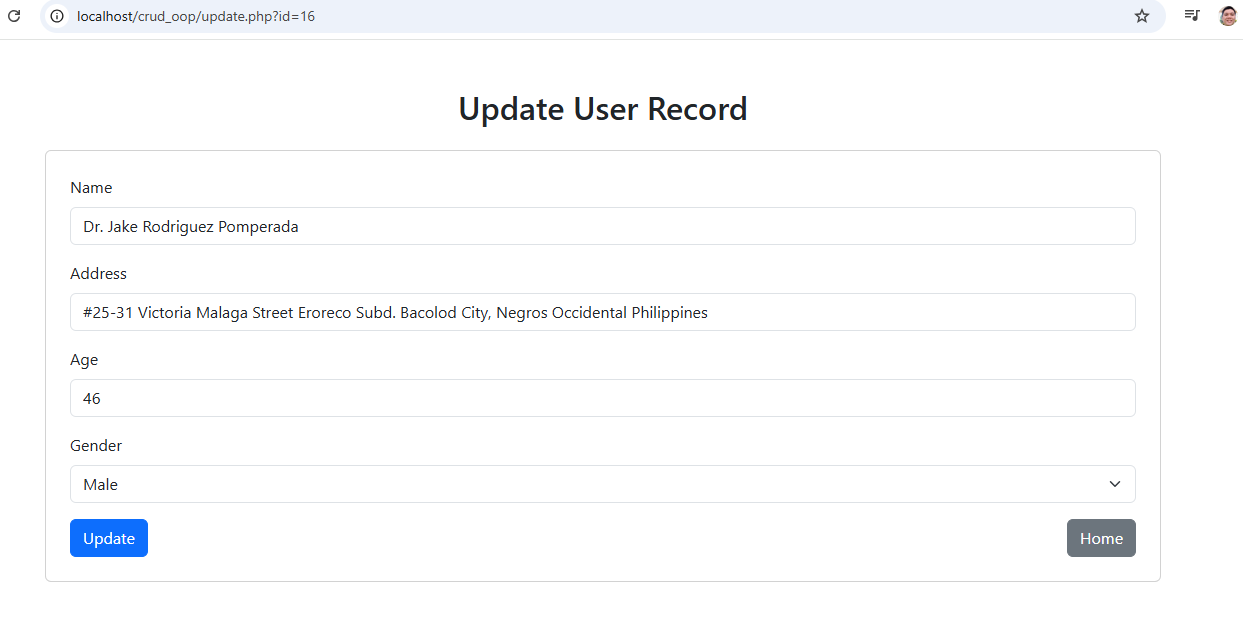 localhost/crud_oop/update.php?id=16
Update User Record
Name
Dr. Jake Rodriguez Pomperada
Address
#25-31 Victoria Malaga Street Eroreco Subd. Bacolod City, Negros Occidental Philippines
Age
46
Gender
Male
Update Home